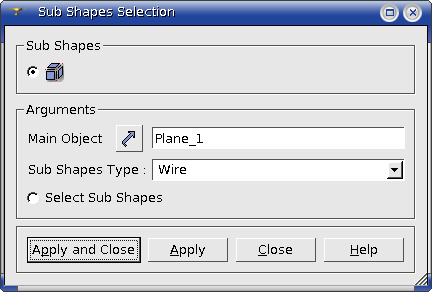 Sub Shapes Selection
Sub Shapes
Arguments
Main Object Plane_1
Sub Shapes Type : Wire
Select Sub Shapes
Apply and Close Apply Close Help